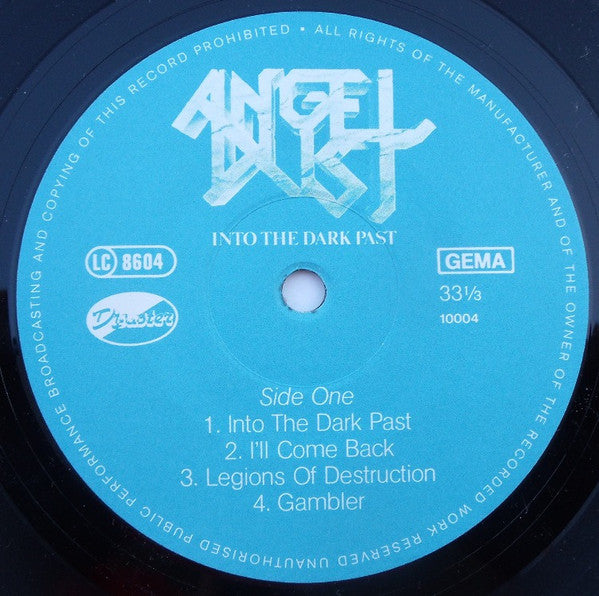 ALL RIGHTS OF THE MANUFACTURER AND OF THE OWNER OF THE RECORDED WORK RESERVED UNAUTHORISED PUBLIC PERFORMANCE BROADCASTING AND COPYING OF THIS RECORD PROHIBITED •
ANGEL
DUST
INTO THE DARK PAST
LC 8604
GEMA
Disaster
33 1/3
10004
Side One
1. Into The Dark Past
2. I'll Come Back
3. Legions Of Destruction
4. Gambler